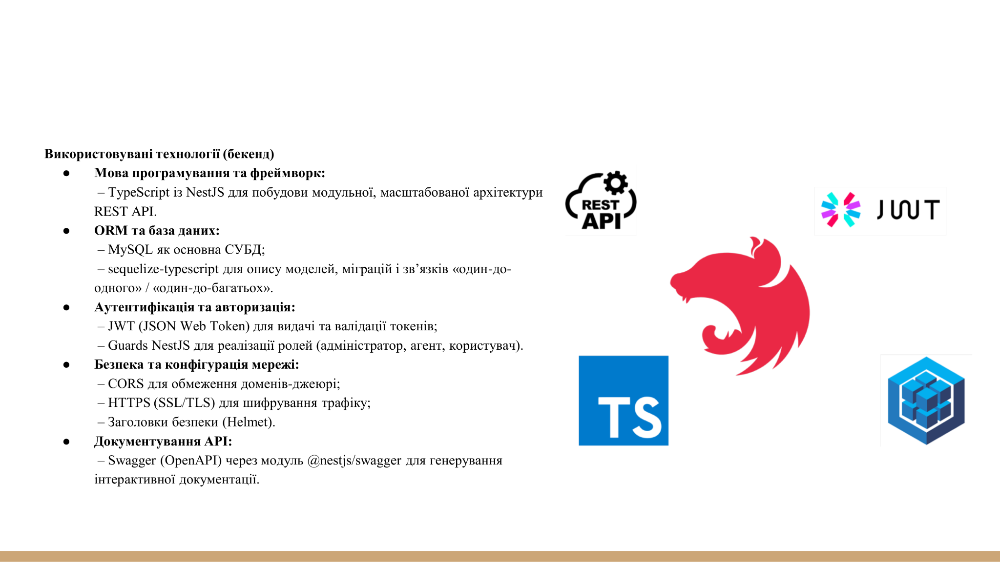 Використовувані технології (бекенд)
● Мова програмування та фреймворк:
– TypeScript із NestJS для побудови модульної, масштабованої архітектури
REST API.
● ORM та база даних:
– MySQL як основна СУБД;
– sequelize-typescript для опису моделей, міграцій і зв’язків «один-до-
одного» / «один-до-багатьох».
● Аутентифікація та авторизація:
– JWT (JSON Web Token) для видачі та валідації токенів;
– Guards NestJS для реалізації ролей (адміністратор, агент, користувач).
● Безпека та конфігурація мережі:
– CORS для обмеження доменів-джеюрі;
– HTTPS (SSL/TLS) для шифрування трафіку;
– Заголовки безпеки (Helmet).
● Документування API:
– Swagger (OpenAPI) через модуль @nestjs/swagger для генерування
інтерактивної документації.
REST
API
JWT
TS